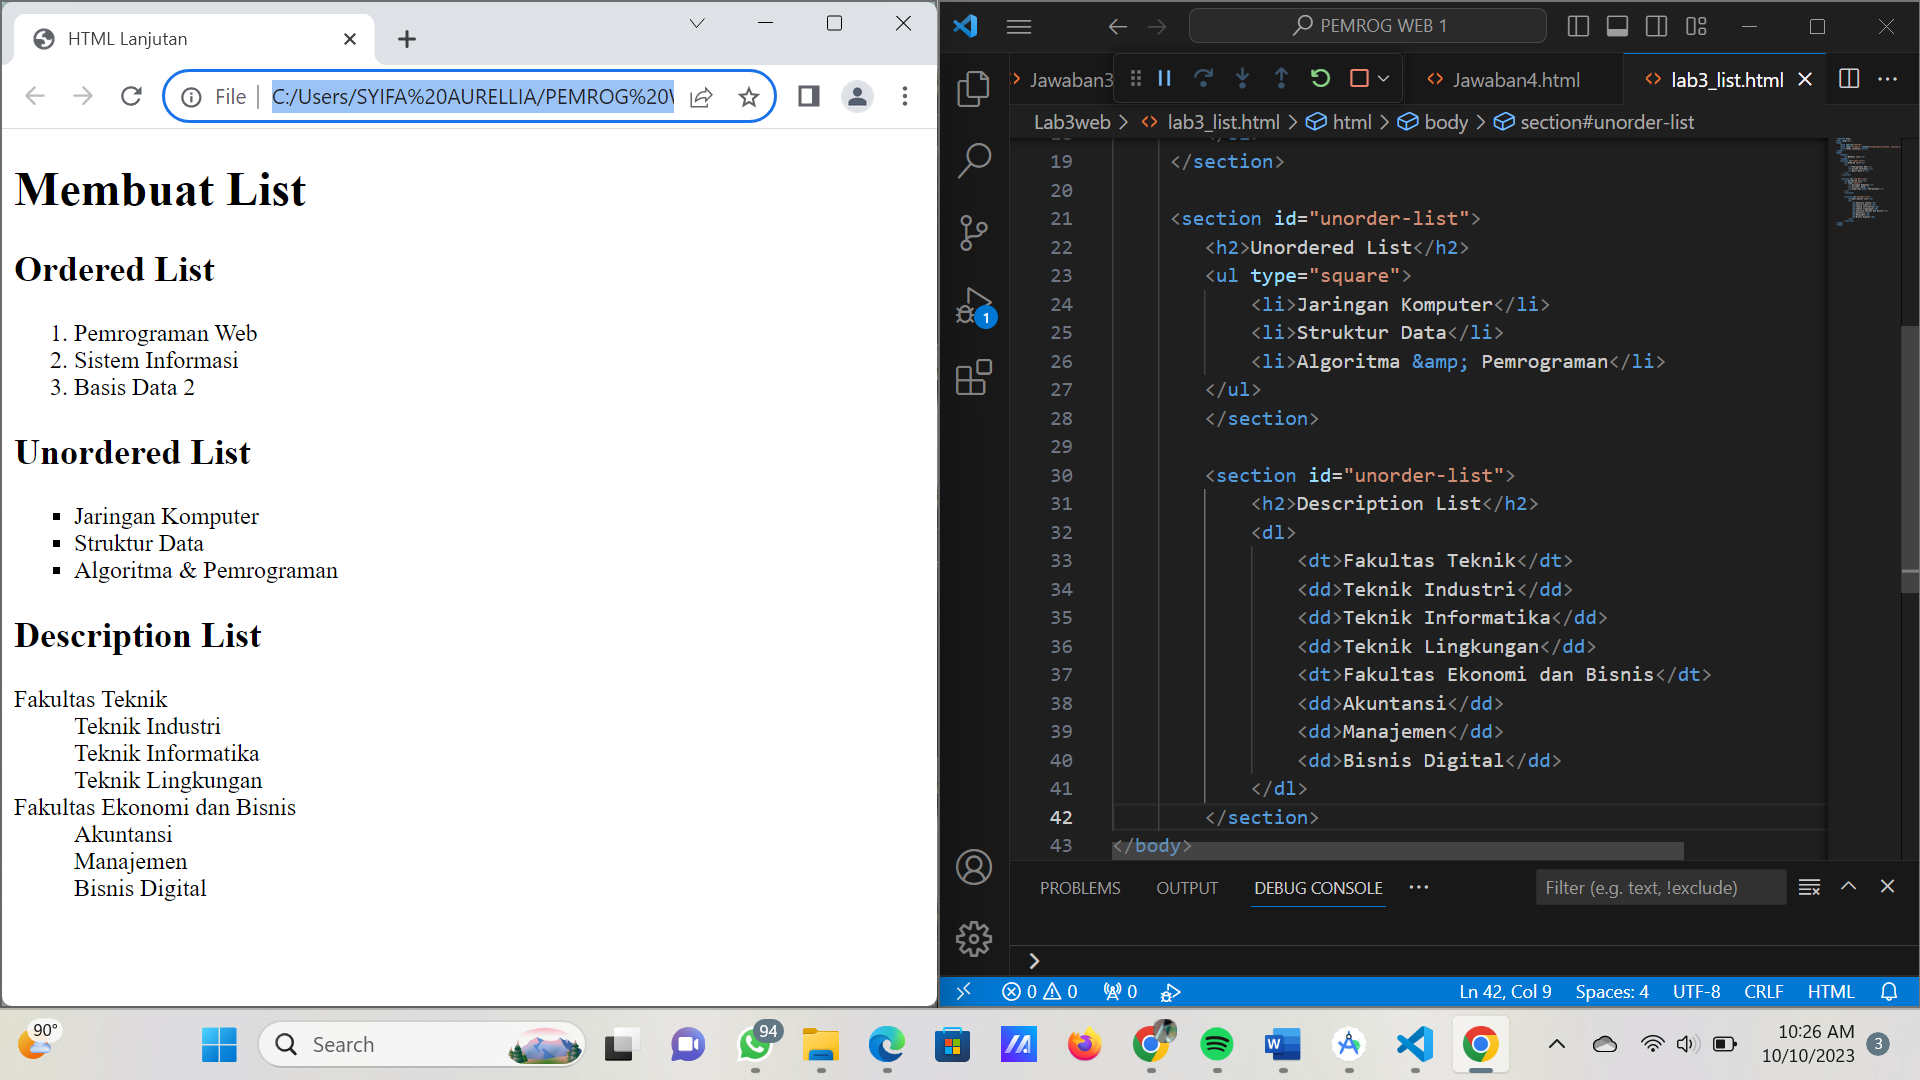 HTML Lanjutan
File
C:/Users/SYIFA%20AURELLIA/PEMROG%20
Membuat List
Ordered List
1. Pemrograman Web
2. Sistem Informasi
3. Basis Data 2
Unordered List
Jaringan Komputer
Struktur Data
Algoritma & Pemrograman
Description List
Fakultas Teknik
Teknik Industri
Teknik Informatika
Teknik Lingkungan
Fakultas Ekonomi dan Bisnis
Akuntansi
Manajemen
Bisnis Digital
PEMROG WEB 1
Jawaban3
Jawaban4.html
lab3_list.html
Lab3web > lab3_list.html > html > body > section#unorder-list
19 </section>
20
21 <section id="unorder-list">
22 <h2>Unordered List</h2>
23 <ul type="square">
24 <li>Jaringan Komputer</li>
25 <li>Struktur Data</li>
26 <li>Algoritma &amp; Pemrograman</li>
27 </ul>
28 </section>
29
30 <section id="unorder-list">
31 <h2>Description List</h2>
32 <dl>
33 <dt>Fakultas Teknik</dt>
34 <dd>Teknik Industri</dd>
35 <dd>Teknik Informatika</dd>
36 <dd>Teknik Lingkungan</dd>
37 <dt>Fakultas Ekonomi dan Bisnis</dt>
38 <dd>Akuntansi</dd>
39 <dd>Manajemen</dd>
40 <dd>Bisnis Digital</dd>
41 </dl>
42 </section>
43 </body>
1
PROBLEMS OUTPUT DEBUG CONSOLE
Filter (e.g. text, !exclude)
0 0 0
Ln 42, Col 9 Spaces: 4 UTF-8 CRLF HTML
90°
Search
94
10:26 AM
10/10/2023
3